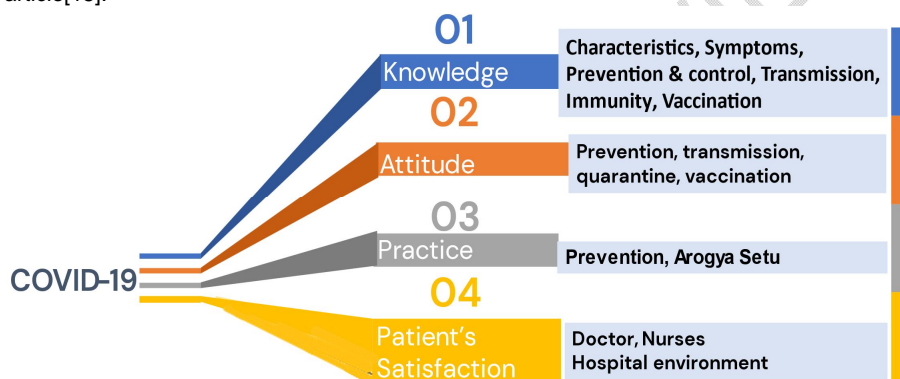 01
Knowledge
Characteristics, Symptoms,
Prevention & control, Transmission,
Immunity, Vaccination
02
Attitude
Prevention, transmission,
quarantine, vaccination
03
Practice
Prevention, Arogya Setu
COVID-19
04
Patient's
Satisfaction
Doctor, Nurses
Hospital environment